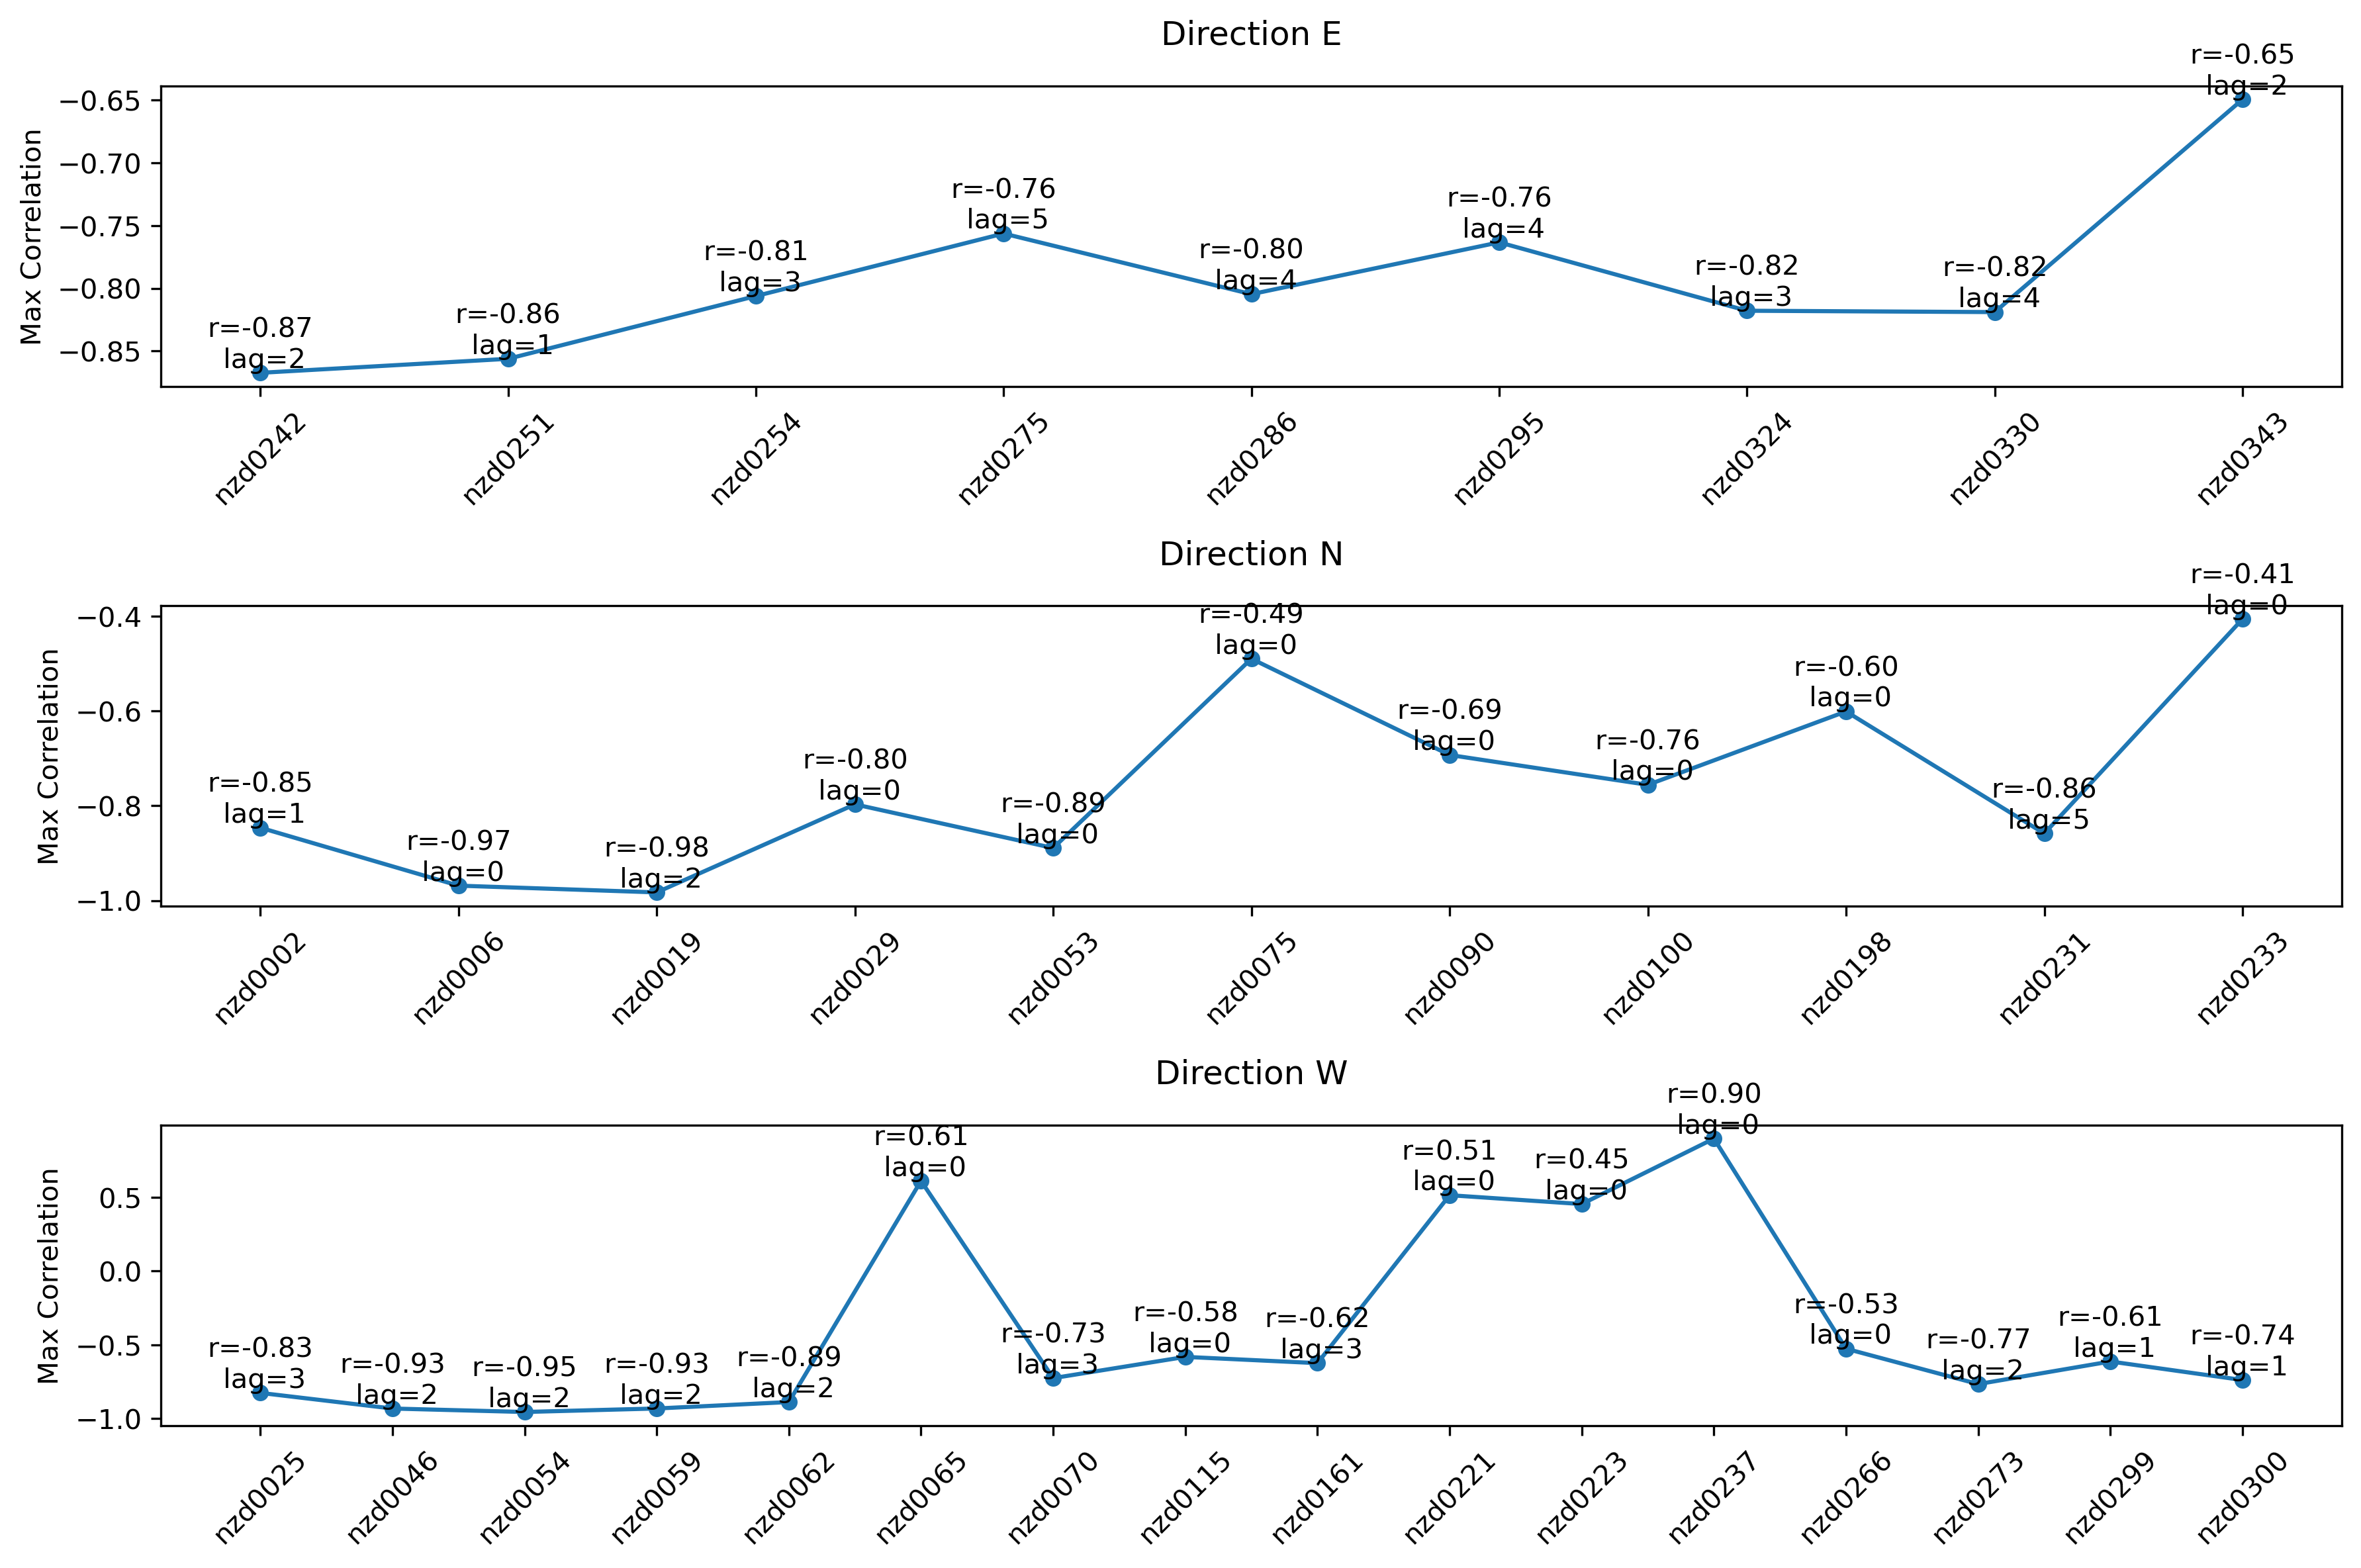 Direction E
Max Correlation
−0.65
−0.70
−0.75
−0.80
−0.85
r=-0.87
lag=2
r=-0.86
lag=1
r=-0.81
lag=3
r=-0.76
lag=5
r=-0.80
lag=4
r=-0.76
lag=4
r=-0.82
lag=3
r=-0.82
lag=4
r=-0.65
lag=2
nzd0242
nzd0251
nzd0254
nzd0275
nzd0286
nzd0295
nzd0324
nzd0330
nzd0343
Direction N
Max Correlation
−0.4
−0.6
−0.8
−1.0
r=-0.85
lag=1
r=-0.97
lag=0
r=-0.98
lag=2
r=-0.80
lag=0
r=-0.89
lag=0
r=-0.49
lag=0
r=-0.69
lag=0
r=-0.76
lag=0
r=-0.60
lag=0
r=-0.86
lag=5
r=-0.41
lag=0
nzd0002
nzd0006
nzd0019
nzd0029
nzd0053
nzd0075
nzd0090
nzd0100
nzd0198
nzd0231
nzd0233
Direction W
Max Correlation
0.5
0.0
−0.5
−1.0
r=-0.83
lag=3
r=-0.93
lag=2
r=-0.95
lag=2
r=-0.93
lag=2
r=-0.89
lag=2
r=0.61
lag=0
r=-0.73
lag=3
r=-0.58
lag=0
r=-0.62
lag=3
r=0.51
lag=0
r=0.45
lag=0
r=0.90
lag=0
r=-0.53
lag=0
r=-0.77
lag=2
r=-0.61
lag=1
r=-0.74
lag=1
nzd0025
nzd0046
nzd0054
nzd0059
nzd0062
nzd0065
nzd0070
nzd0115
nzd0161
nzd0221
nzd0223
nzd0237
nzd0266
nzd0273
nzd0299
nzd0300